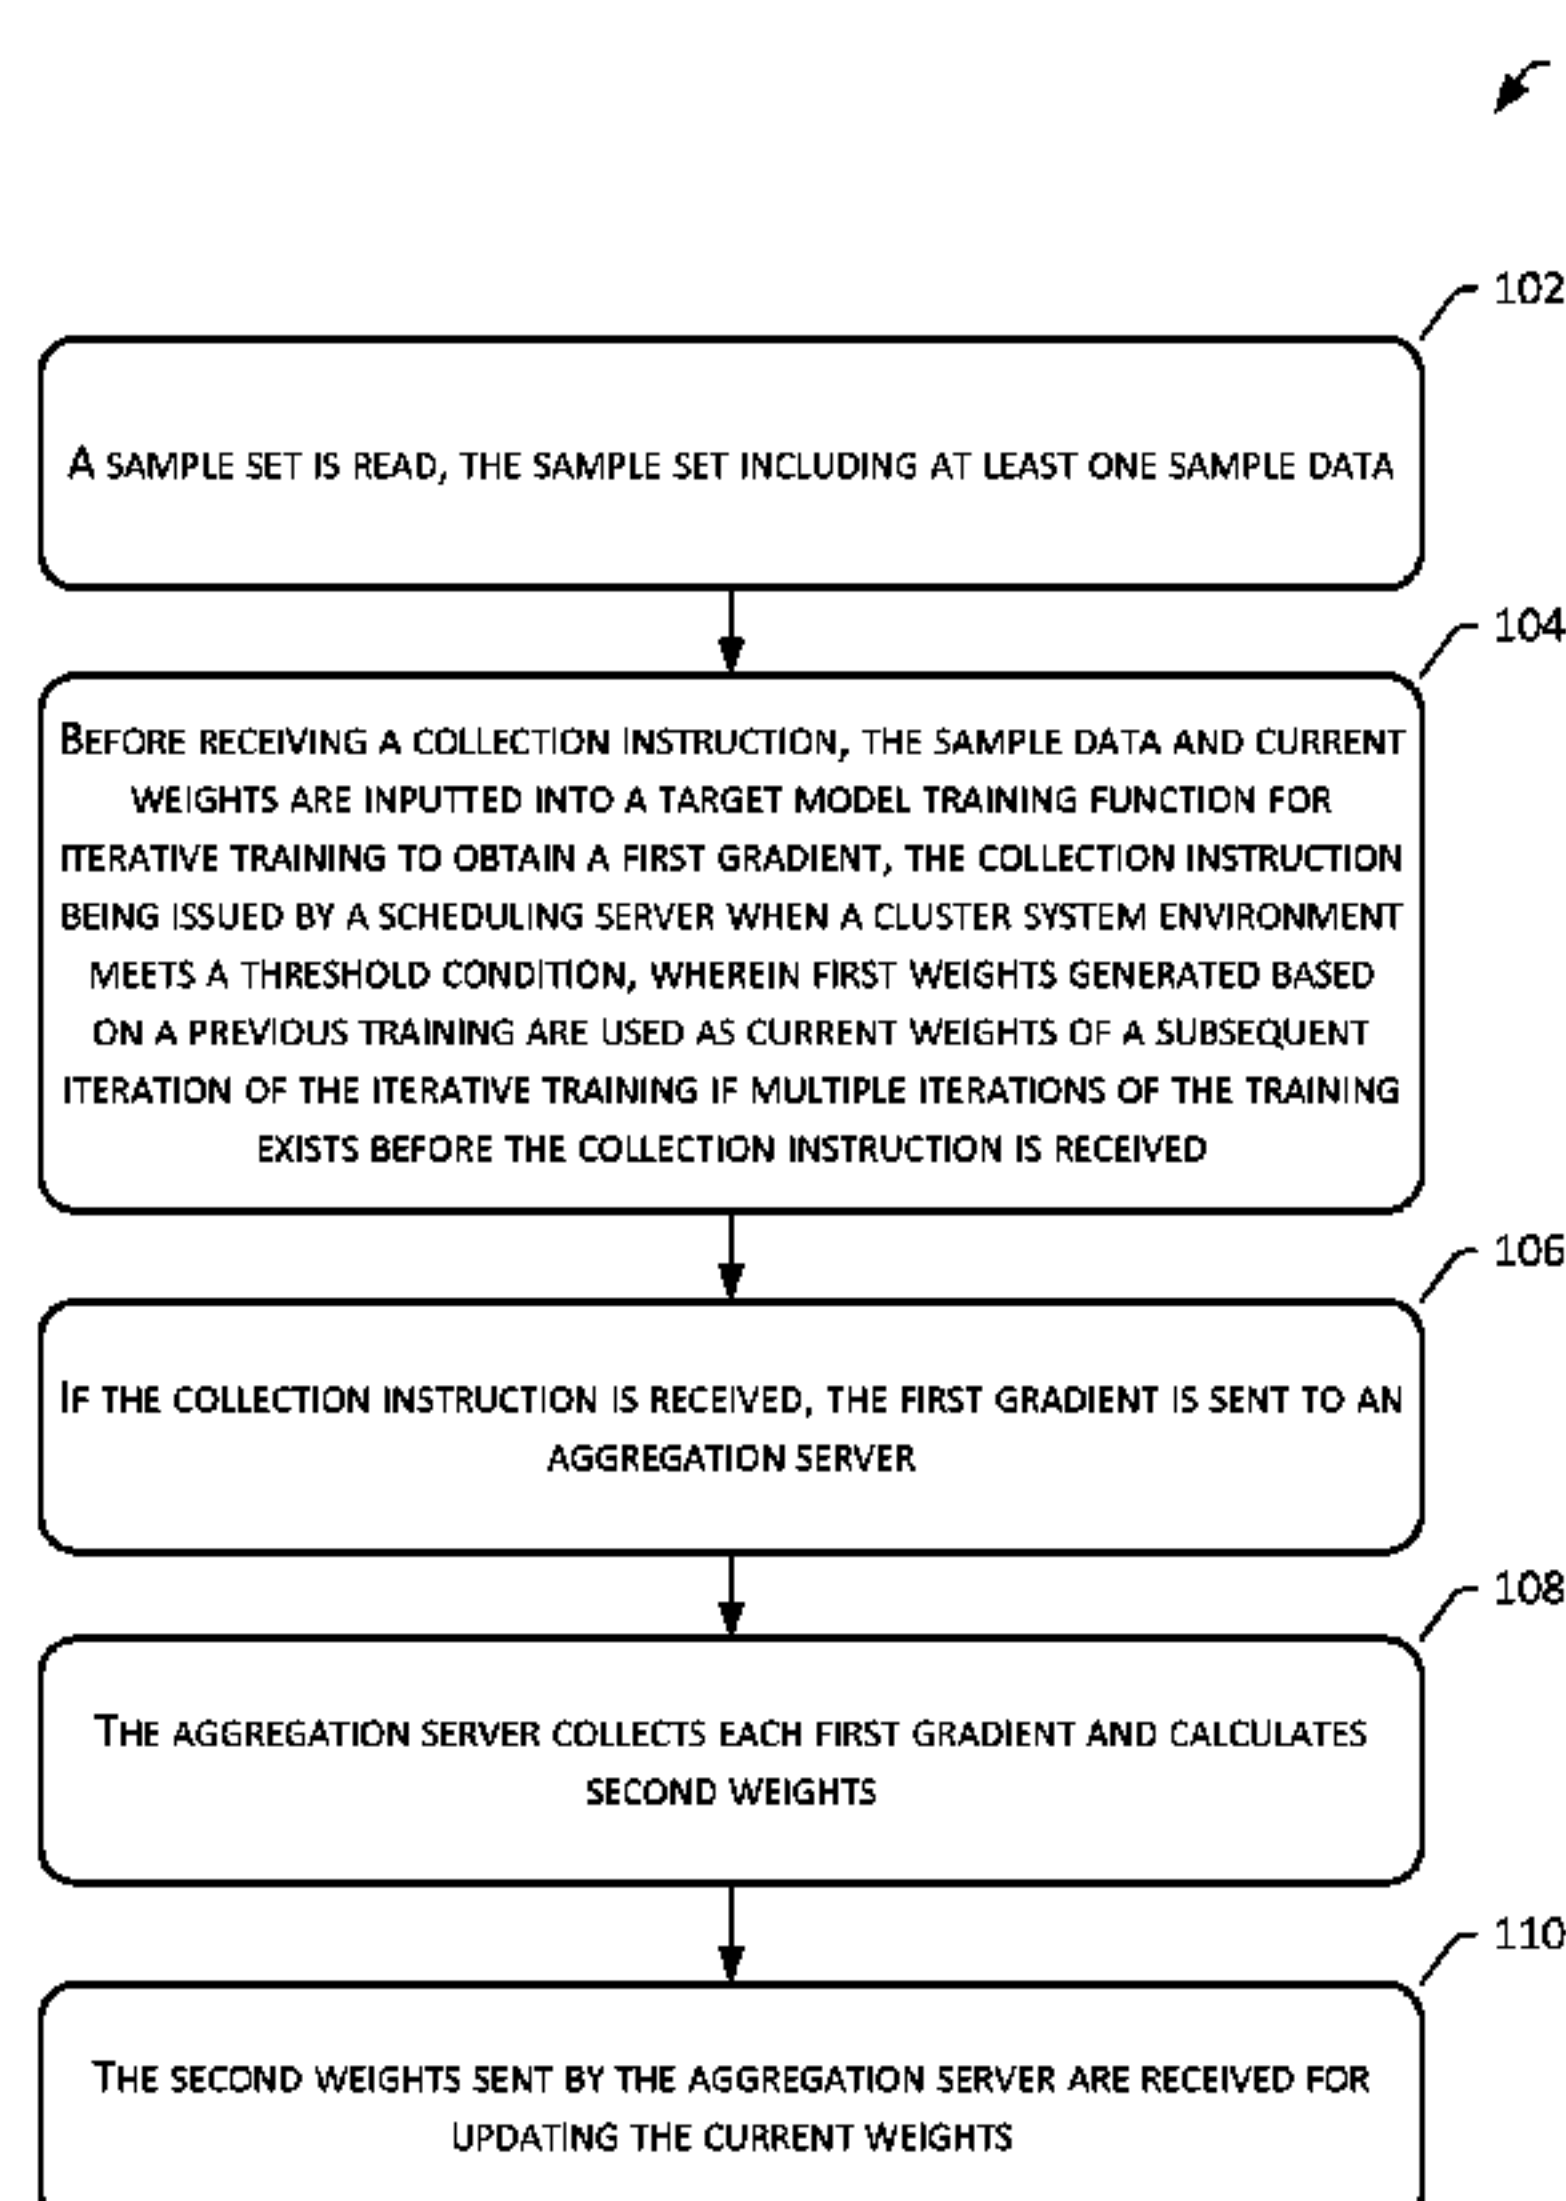 102
A SAMPLE SET IS READ, THE SAMPLE SET INCLUDING AT LEAST ONE SAMPLE DATA
104
BEFORE RECEIVING A COLLECTION INSTRUCTION, THE SAMPLE DATA AND CURRENT
WEIGHTS ARE INPUTTED INTO A TARGET MODEL TRAINING FUNCTION FOR
ITERATIVE TRAINING TO OBTAIN A FIRST GRADIENT, THE COLLECTION INSTRUCTION
BEING ISSUED BY A SCHEDULING SERVER WHEN A CLUSTER SYSTEM ENVIRONMENT
MEETS A THRESHOLD CONDITION, WHEREIN FIRST WEIGHTS GENERATED BASED
ON A PREVIOUS TRAINING ARE USED AS CURRENT WEIGHTS OF A SUBSEQUENT
ITERATION OF THE ITERATIVE TRAINING IF MULTIPLE ITERATIONS OF THE TRAINING
EXISTS BEFORE THE COLLECTION INSTRUCTION IS RECEIVED
106
IF THE COLLECTION INSTRUCTION IS RECEIVED, THE FIRST GRADIENT IS SENT TO AN
AGGREGATION SERVER
108
THE AGGREGATION SERVER COLLECTS EACH FIRST GRADIENT AND CALCULATES
SECOND WEIGHTS
110
THE SECOND WEIGHTS SENT BY THE AGGREGATION SERVER ARE RECEIVED FOR
UPDATING THE CURRENT WEIGHTS